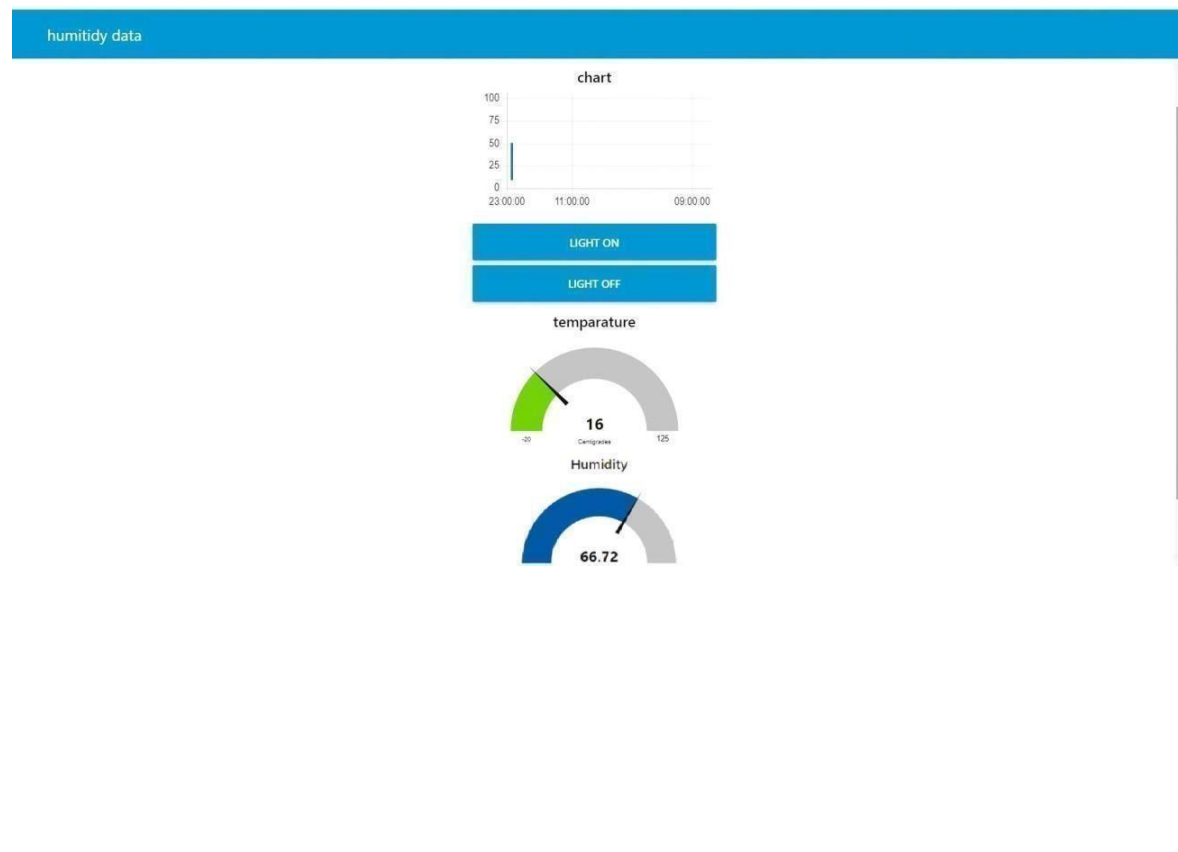 humitidy data
chart
100
75
50
25
0
23:00:00 11:00:00 09:00:00
LIGHT ON
LIGHT OFF
temparature
16
-20 Centigrades 125
Humidity
66.72